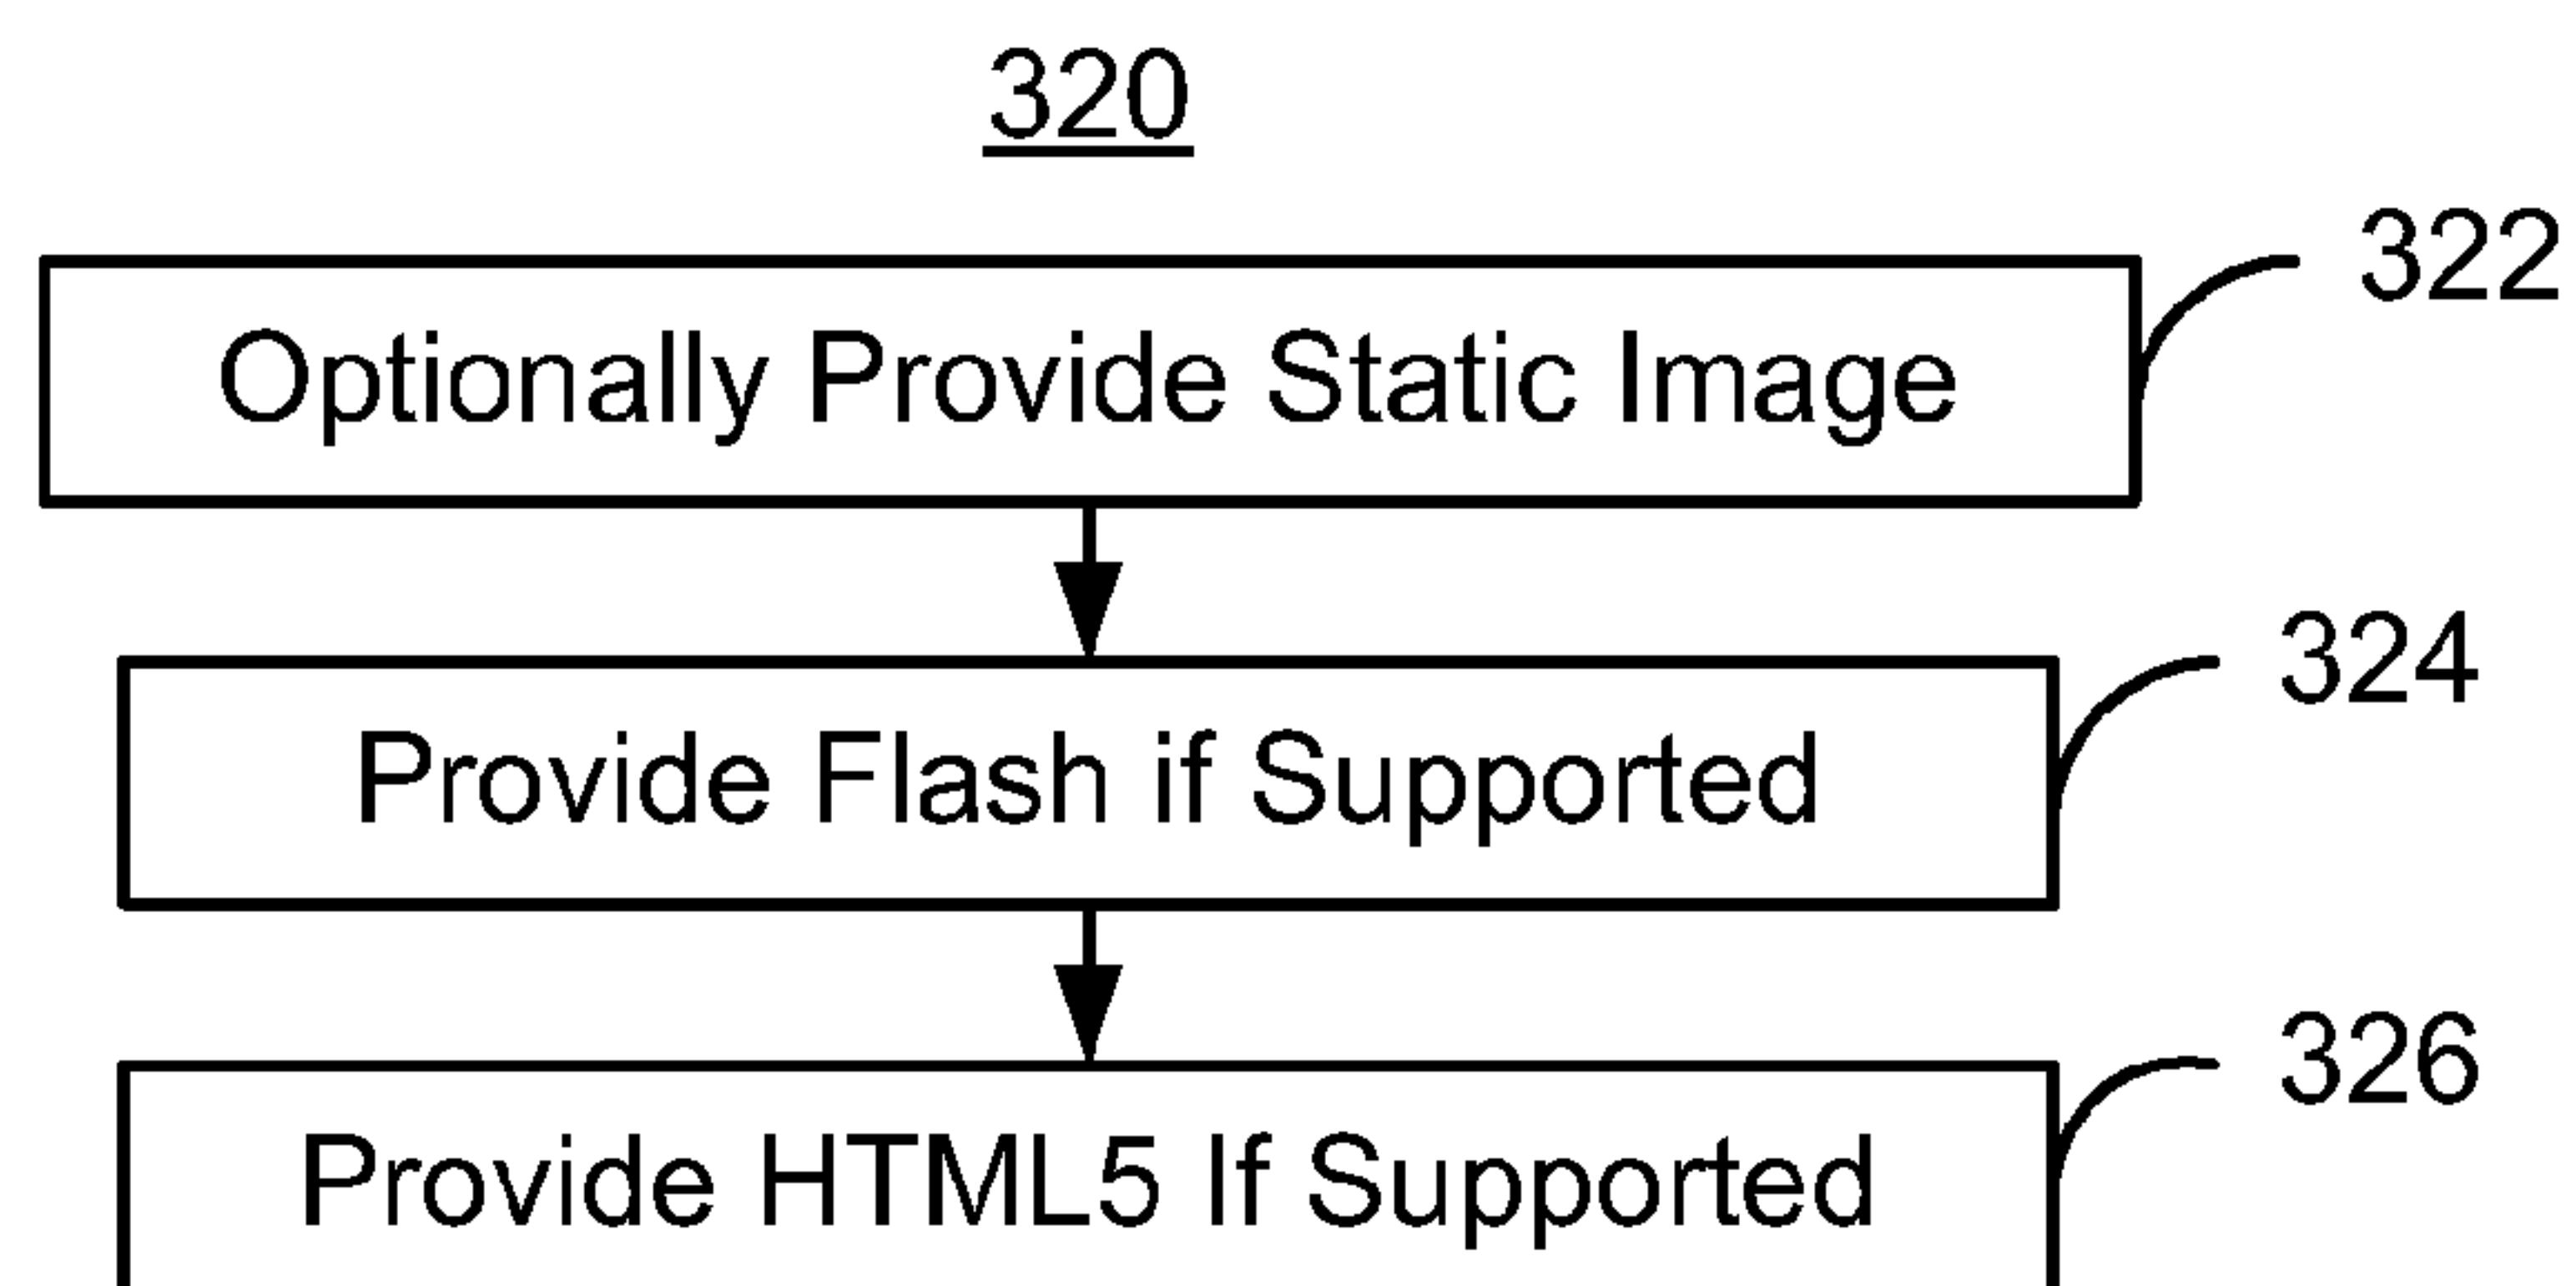 320
322
Optionally Provide Static Image
324
Provide Flash if Supported
326
Provide HTML5 If Supported